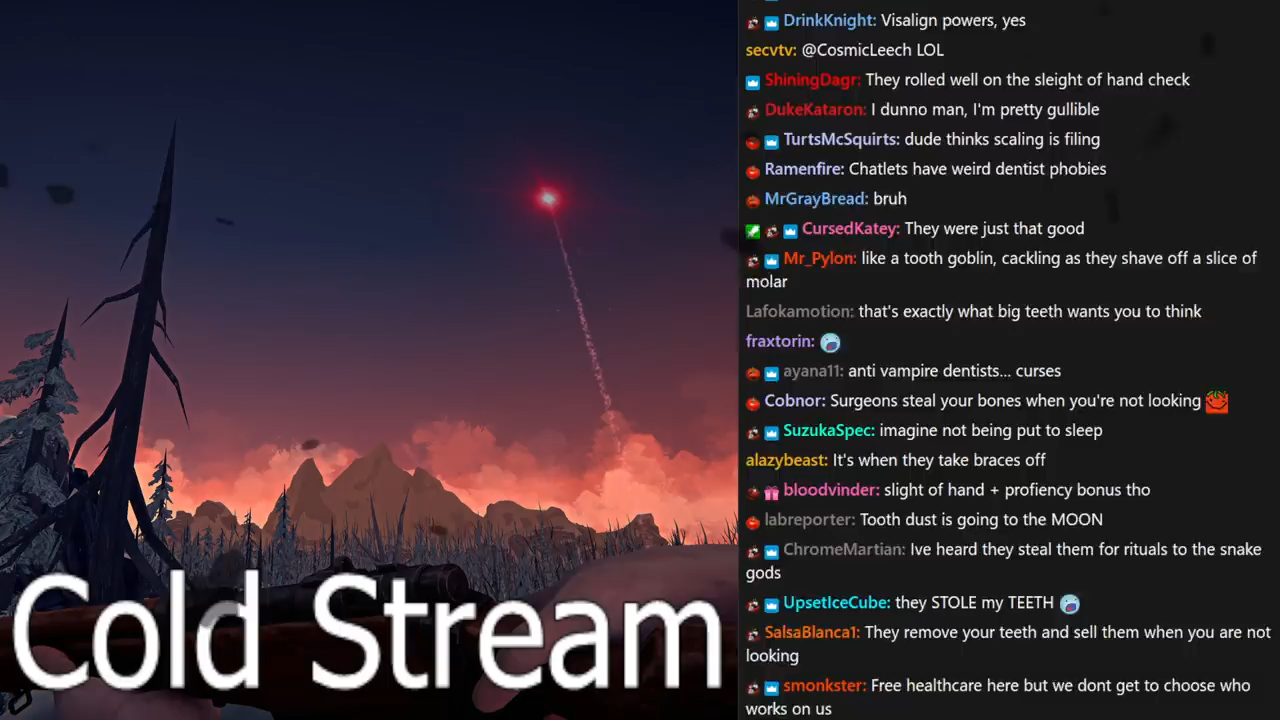 DrinkKnight: Visalign powers, yes
secvtv: @CosmicLeech LOL
ShiningDagr: They rolled well on the sleight of hand check
DukeKataron: I dunno man, I'm pretty gullible
TurtsMcSquirts: dude thinks scaling is filing
Ramenfire: Chatlets have weird dentist phobies
MrGrayBread: bruh
CursedKatey: They were just that good
Mr_Pylon: like a tooth goblin, cackling as they shave off a slice of
molar
Lafokamotion: that's exactly what big teeth wants you to think
fraxtorin:
ayana11: anti vampire dentists... curses
Cobnor: Surgeons steal your bones when you're not looking
SuzukaSpec: imagine not being put to sleep
alazybeast: It's when they take braces off
bloodvinder: slight of hand + profiency bonus tho
labreporter: Tooth dust is going to the MOON
ChromeMartian: Ive heard they steal them for rituals to the snake
gods
UpsetIceCube: they STOLE my TEETH
SalsaBlanca1: They remove your teeth and sell them when you are not
looking
smonkster: Free healthcare here but we dont get to choose who
works on us
Cold Stream